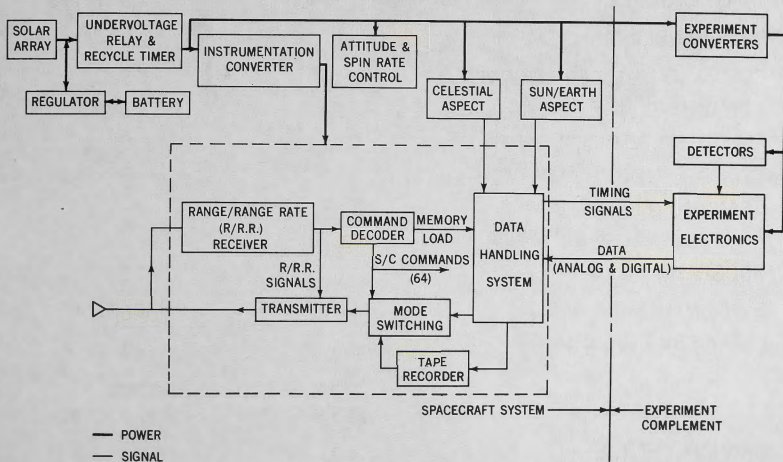 SOLAR
ARRAY
UNDERVOLTAGE
RELAY &
RECYCLE TIMER
INSTRUMENTATION
CONVERTER
ATTITUDE &
SPIN RATE
CONTROL
EXPERIMENT
CONVERTERS
REGULATOR
BATTERY
CELESTIAL
ASPECT
SUN/EARTH
ASPECT
DETECTORS
RANGE/RANGE RATE
(R/R.R.)
RECEIVER
COMMAND
DECODER
MEMORY
LOAD
DATA
HANDLING
SYSTEM
TIMING
SIGNALS
EXPERIMENT
ELECTRONICS
DATA
(ANALOG & DIGITAL)
S/C COMMANDS
(64)
R/R.R.
SIGNALS
TRANSMITTER
MODE
SWITCHING
TAPE
RECORDER
SPACECRAFT SYSTEM
EXPERIMENT
COMPLEMENT
POWER
SIGNAL